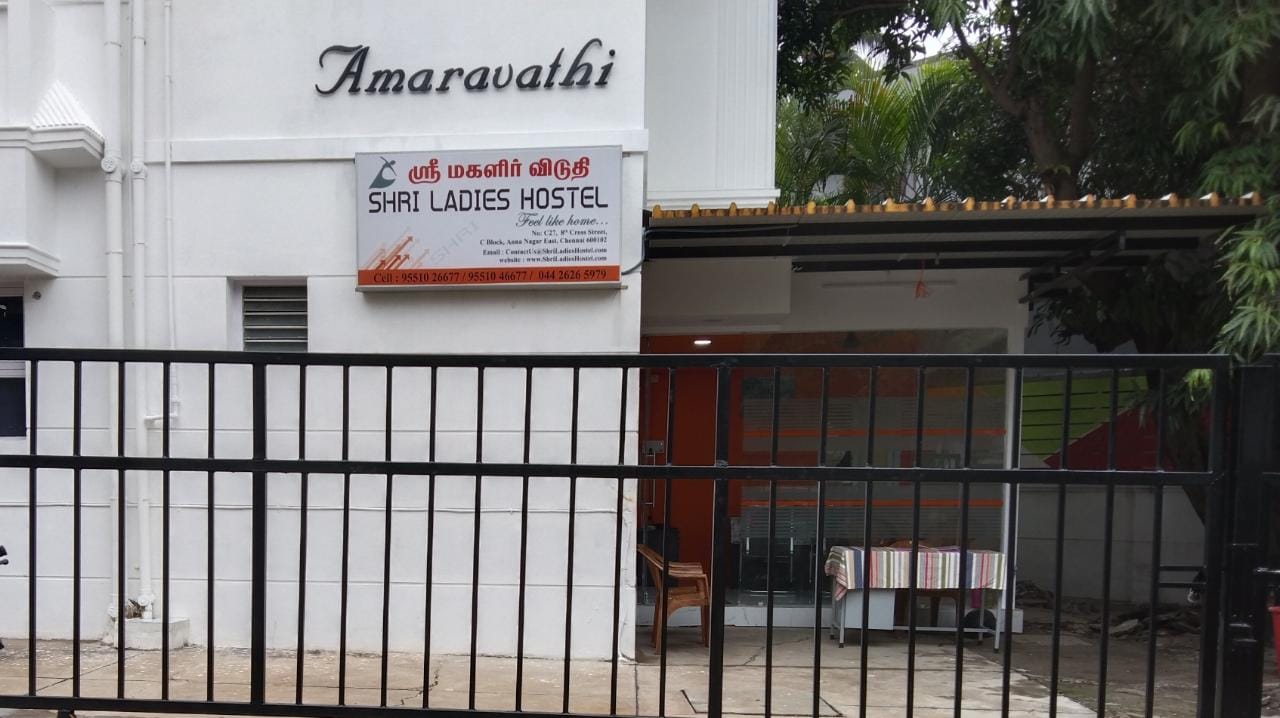 Amaravathi
ஸ்ரீ மகளிர் விடுதி
SHRI LADIES HOSTEL
Feel like home...
No: C27, 8th Cross Street,
C Block, Anna Nagar East, Chennai 600102
Email : ContactUs@ShriLadiesHostel.com
website : www.ShriLadiesHostel.com
SHRI
Cell : 95510 26677 / 95510 46677 / 044 2626 5979